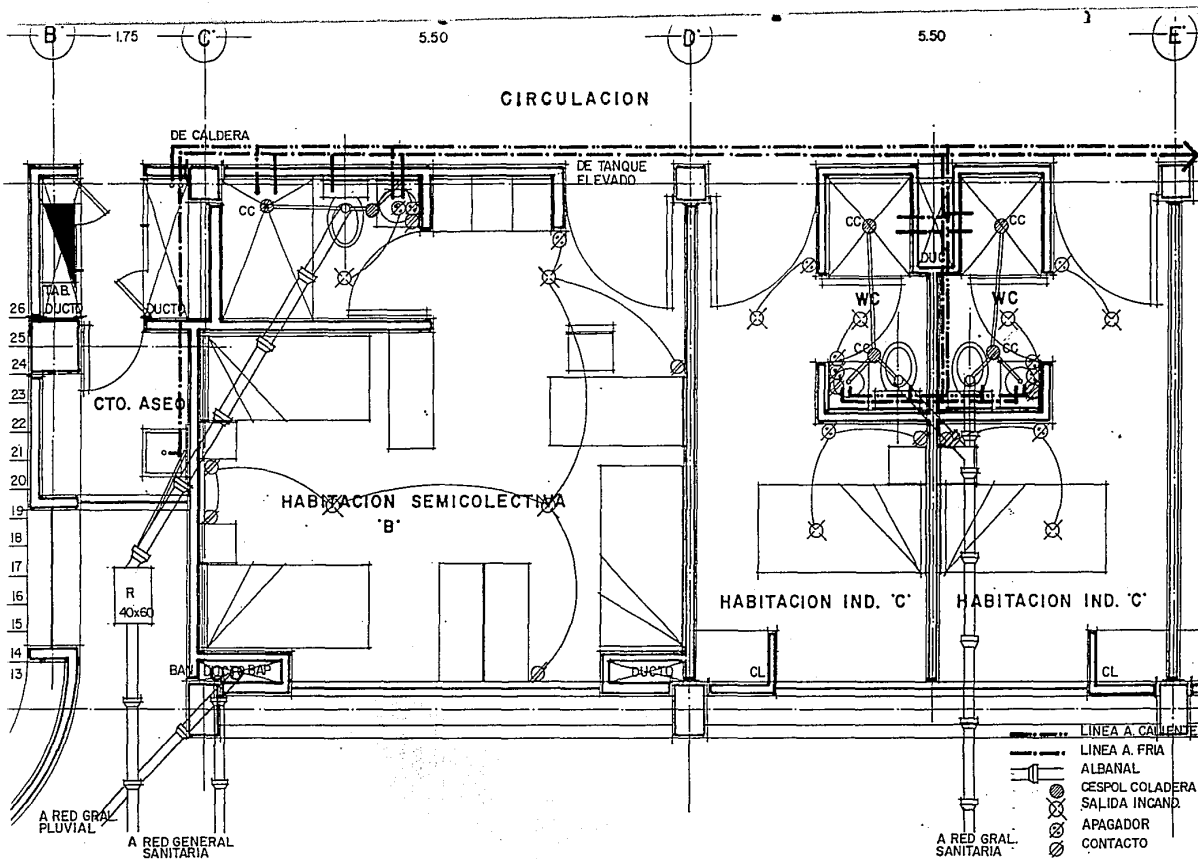 B'
1.75
C'
5.50
D'
5.50
E'
CIRCULACION
DE CALDERA
DE TANQUE
ELEVADO
CC
CC
CC
DUC
TAB.
DUCTO
DUCTO
WC
WC
CC
CC
26
25
24
23
22
21
20
19
18
17
16
15
14
13
CTO. ASEO
HABITACION SEMICOLECTIVA
"B"
R
40x60
HABITACION IND. "C"
HABITACION IND. "C"
BAN
DUCTO
BAP
DUCTO
CL
CL
LINEA A. CALIENTE
LINEA A. FRIA
ALBAÑAL
CESPOL COLADERA
SALIDA INCAND.
APAGADOR
CONTACTO
A RED GRAL
PLUVIAL
A RED GENERAL
SANITARIA
A RED GRAL.
SANITARIA